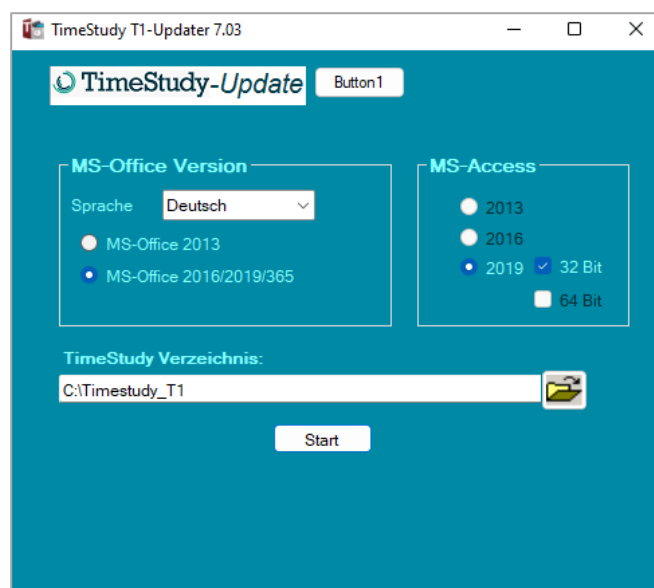 TimeStudy T1-Updater 7.03
TimeStudy-Update Button1
MS-Office Version
Sprache Deutsch
MS-Office 2013
MS-Office 2016/2019/365
MS-Access
2013
2016
2019 32 Bit
64 Bit
TimeStudy Verzeichnis:
C:\Timestudy_T1
Start